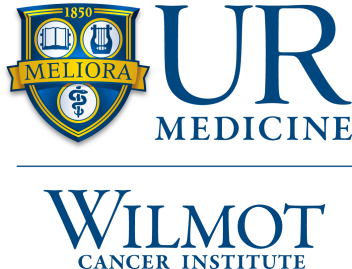 1850
MELIORA
UR
MEDICINE
WILMOT
CANCER INSTITUTE